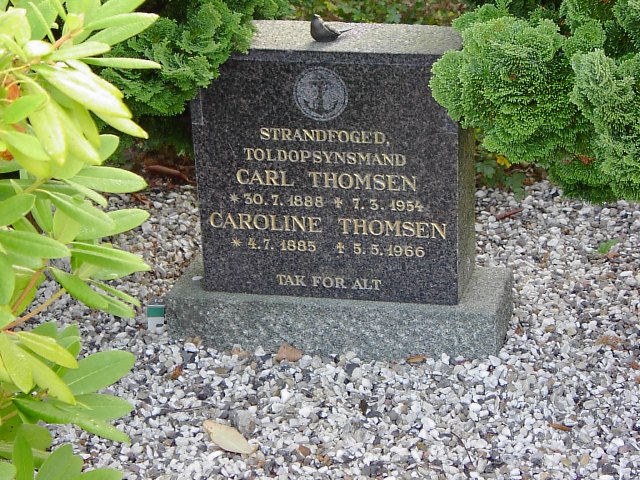 STRANDFOGED,
TOLDOPSYNSMAND
CARL THOMSEN
* 30.7.1888 ✝ 7.3.1954
CAROLINE THOMSEN
* 4.7.1885 ✝ 5.5.1966
TAK FOR ALT